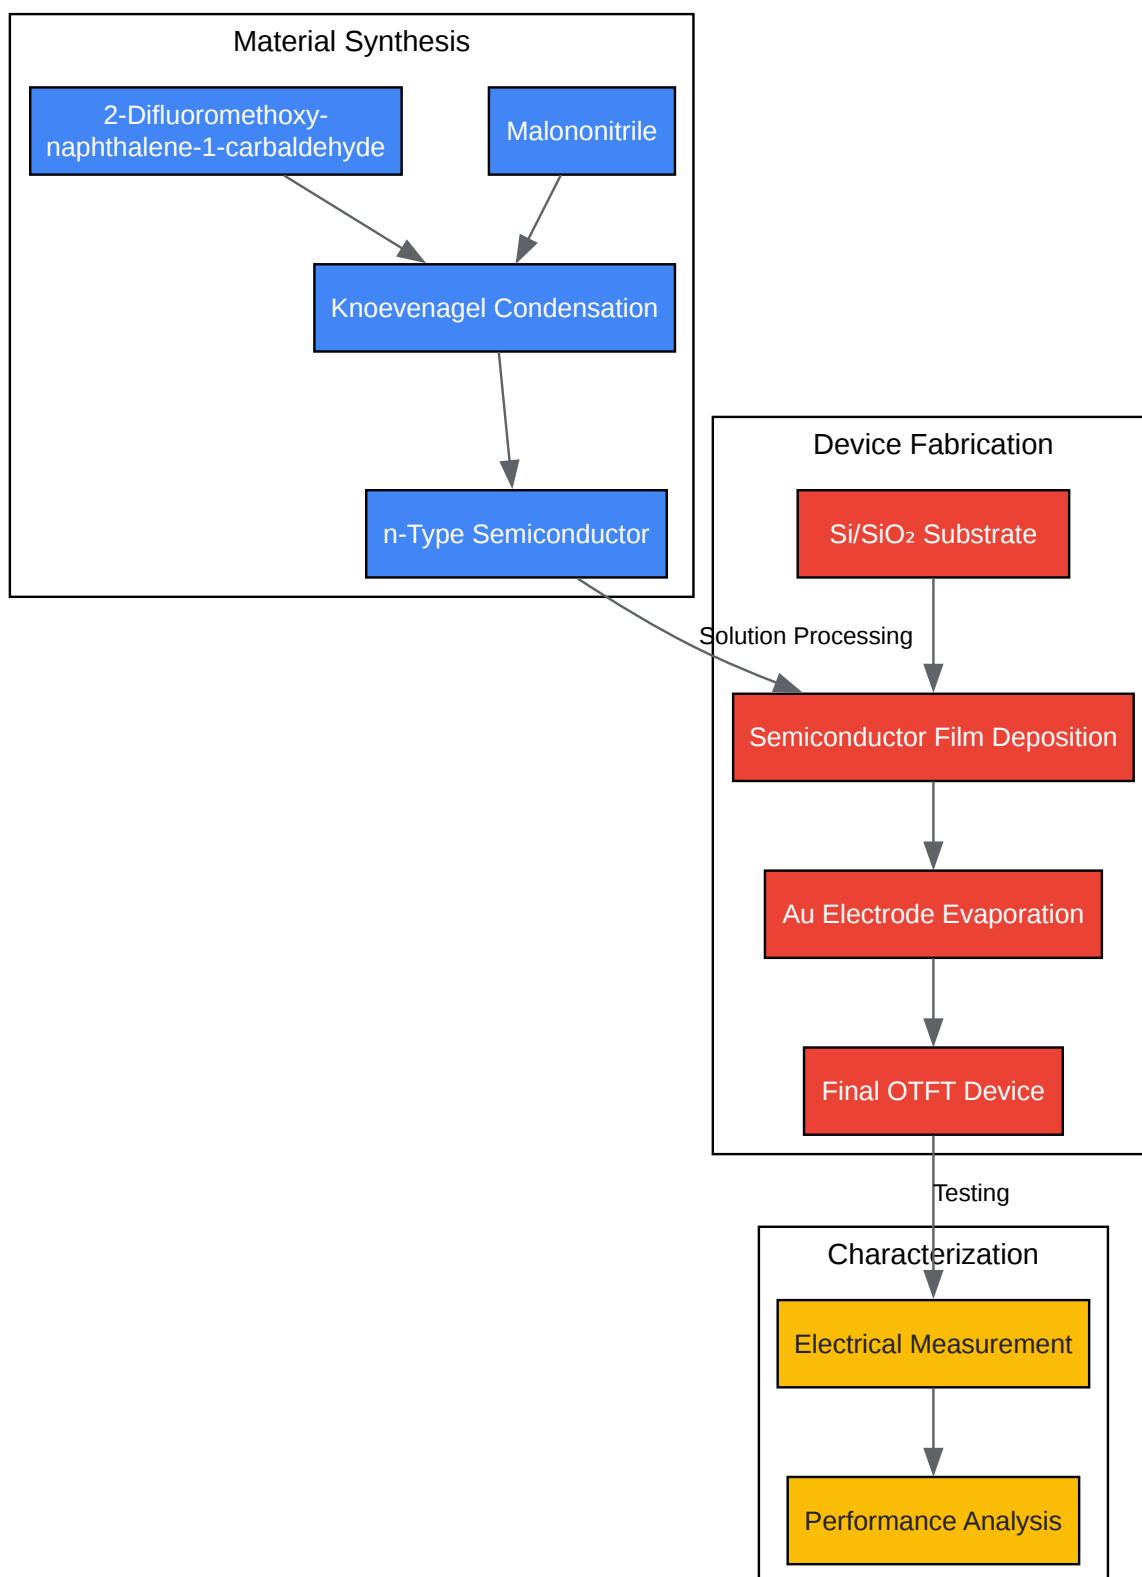 Material Synthesis
2-Difluoromethoxy-
naphthalene-1-carbaldehyde
Malononitrile
Knoevenagel Condensation
n-Type Semiconductor
Device Fabrication
Si/SiO₂ Substrate
Solution Processing
Semiconductor Film Deposition
Au Electrode Evaporation
Final OTFT Device
Testing
Characterization
Electrical Measurement
Performance Analysis